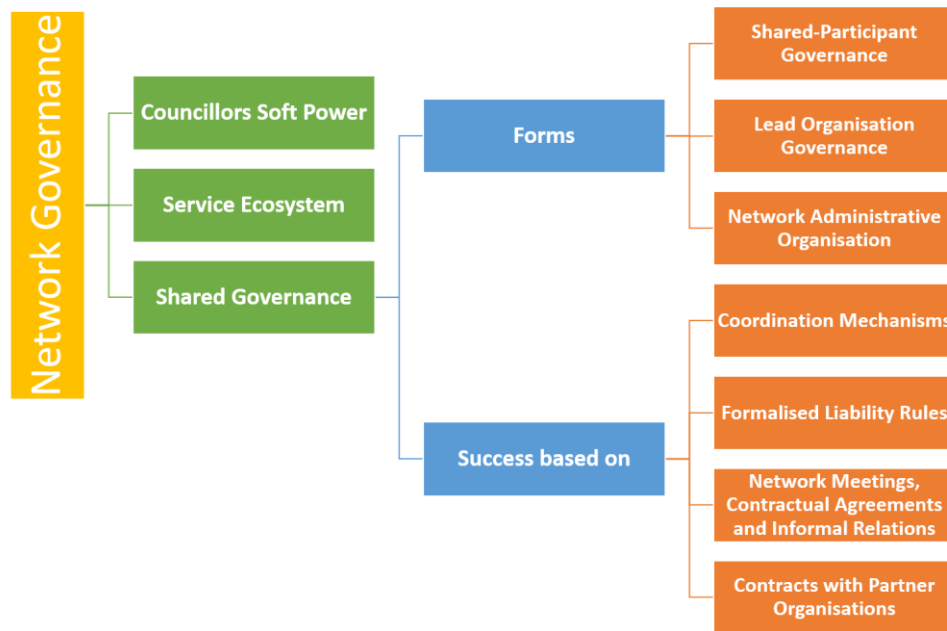 Network Governance
Councillors Soft Power
Service Ecosystem
Shared Governance
Forms
Success based on
Shared-Participant
Governance
Lead Organisation
Governance
Network Administrative
Organisation
Coordination Mechanisms
Formalised Liability Rules
Network Meetings,
Contractual Agreements
and Informal Relations
Contracts with Partner
Organisations